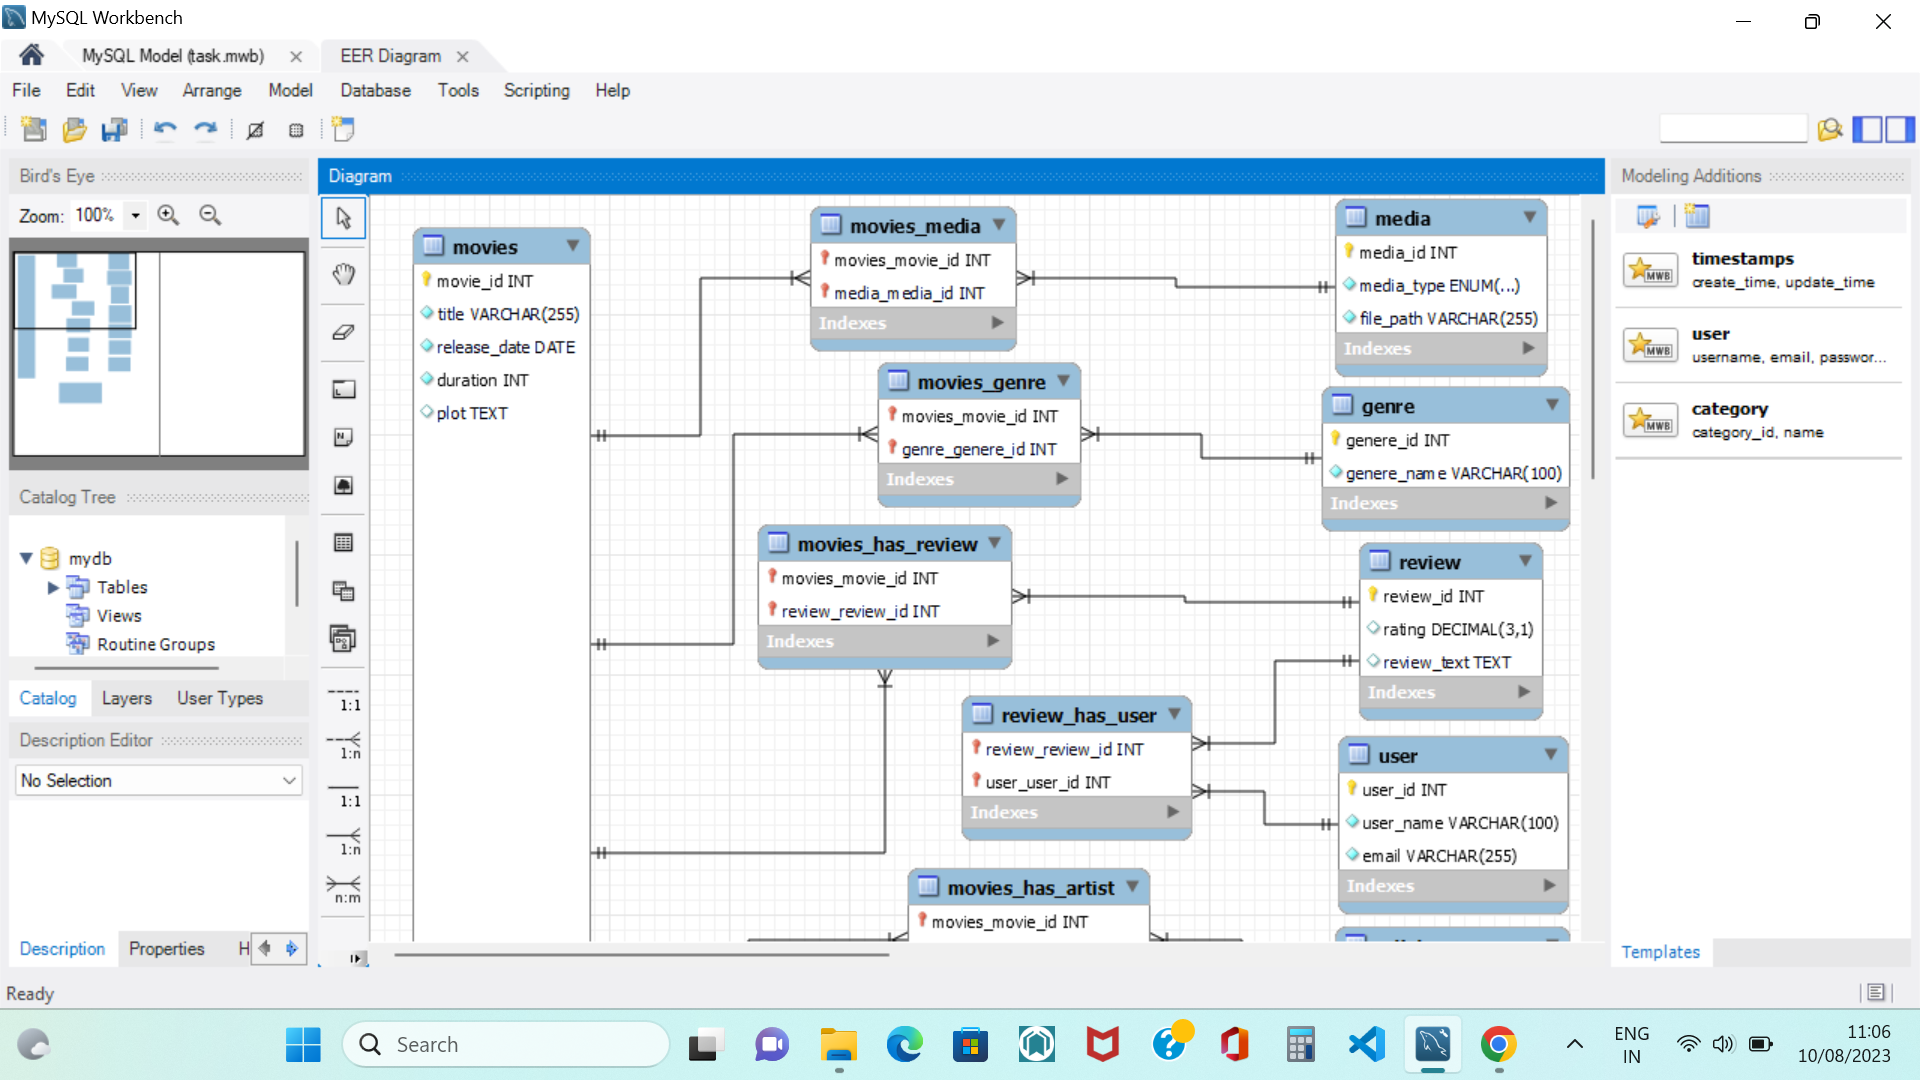 MySQL Workbench
MySQL Model (task.mwb)
EER Diagram
File Edit View Arrange Model Database Tools Scripting Help
Bird's Eye
Zoom: 100%
Catalog Tree
mydb
Tables
Views
Routine Groups
Catalog Layers User Types
Description Editor
No Selection
Description Properties H
Ready
Diagram
1:1
1:n
1:1
1:n
n:m
movies
movie_id INT
title VARCHAR(255)
release_date DATE
duration INT
plot TEXT
movies_media
movies_movie_id INT
media_media_id INT
Indexes
movies_genre
movies_movie_id INT
genre_genere_id INT
Indexes
movies_has_review
movies_movie_id INT
review_review_id INT
Indexes
review_has_user
review_review_id INT
user_user_id INT
Indexes
movies_has_artist
movies_movie_id INT
media
media_id INT
media_type ENUM(...)
file_path VARCHAR(255)
Indexes
genre
genere_id INT
genere_name VARCHAR(100)
Indexes
review
review_id INT
rating DECIMAL(3,1)
review_text TEXT
Indexes
user
user_id INT
user_name VARCHAR(100)
email VARCHAR(255)
Indexes
Modeling Additions
MWB
timestamps
create_time, update_time
MWB
user
username, email, passwor...
MWB
category
category_id, name
Templates
Search
ENG
IN
11:06
10/08/2023